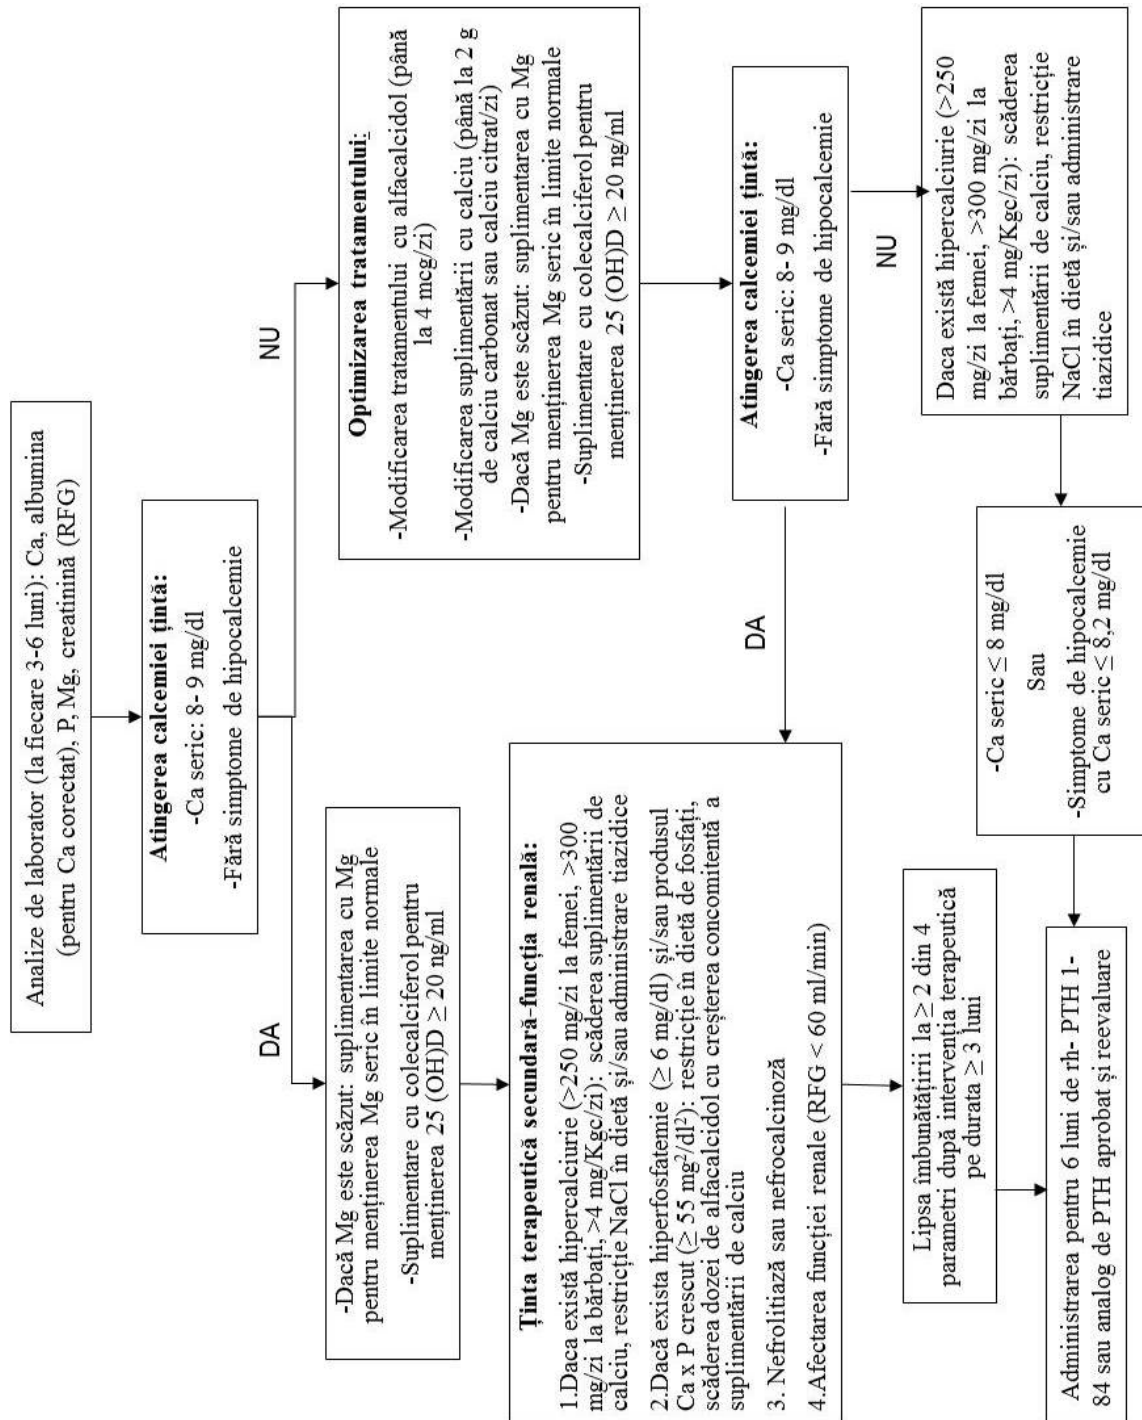 Analize de laborator (la fiecare 3-6 luni): Ca, albumina
(pentru Ca corectat), P, Mg, creatinină (RFG)
Atingerea calcemiei țintă:
-Ca seric: 8- 9 mg/dl
-Fără simptome de hipocalcemie
DA
NU
-Dacă Mg este scăzut: suplimentarea cu Mg
pentru menținerea Mg seric în limite normale
-Suplimentare cu colecalciferol pentru
menținerea 25 (OH)D ≥ 20 ng/ml
Optimizarea tratamentului:
-Modificarea tratamentului cu alfacalcidol (până
la 4 mcg/zi)
-Modificarea suplimentării cu calciu (până la 2 g
de calciu carbonat sau calciu citrat/zi)
-Dacă Mg este scăzut: suplimentarea cu Mg
pentru menținerea Mg seric în limite normale
-Suplimentare cu colecalciferol pentru
menținerea 25 (OH)D ≥ 20 ng/ml
Ținta terapeutică secundară-funcția renală:
1.Daca există hipercalciurie (>250 mg/zi la femei, >300
mg/zi la bărbați, >4 mg/Kgc/zi): scăderea suplimentării de
calciu, restricție NaCl în dietă și/sau administrare tiazidice
2.Dacă exista hiperfosfatemie (≥ 6 mg/dl) și/sau produsul
Ca x P crescut (≥ 55 mg²/dl²): restricție în dietă de fosfați,
scăderea dozei de alfacalcidol cu creșterea concomitentă a
suplimentării de calciu
3. Nefrolitiază sau nefrocalcinoză
4.Afectarea funcției renale (RFG < 60 ml/min)
DA
Atingerea calcemiei țintă:
-Ca seric: 8- 9 mg/dl
-Fără simptome de hipocalcemie
NU
Daca există hipercalciurie (>250
mg/zi la femei, >300 mg/zi la
bărbați, >4 mg/Kgc/zi): scăderea
suplimentării de calciu, restricție
NaCl în dietă și/sau administrare
tiazidice
Lipsa îmbunătățirii la ≥ 2 din 4
parametri după intervenția terapeutică
pe durata ≥ 3 luni
-Ca seric ≤ 8 mg/dl
Sau
-Simptome de hipocalcemie
cu Ca seric ≤ 8,2 mg/dl
Administrarea pentru 6 luni de rh- PTH 1-
84 sau analog de PTH aprobat și reevaluare